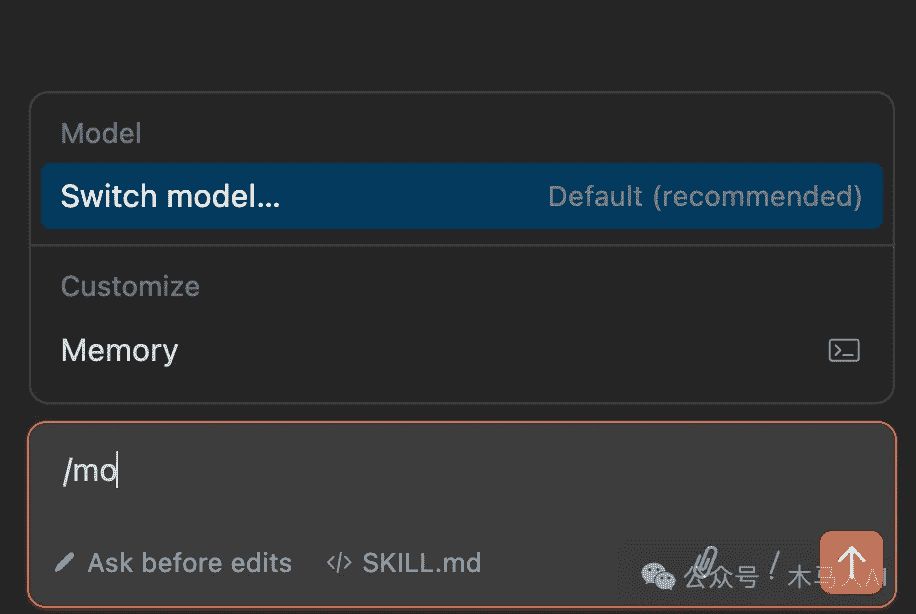 Model
Switch model... Default (recommended)
Customize
Memory
/mo
Ask before edits </> SKILL.md
公众号 / 木马人AI